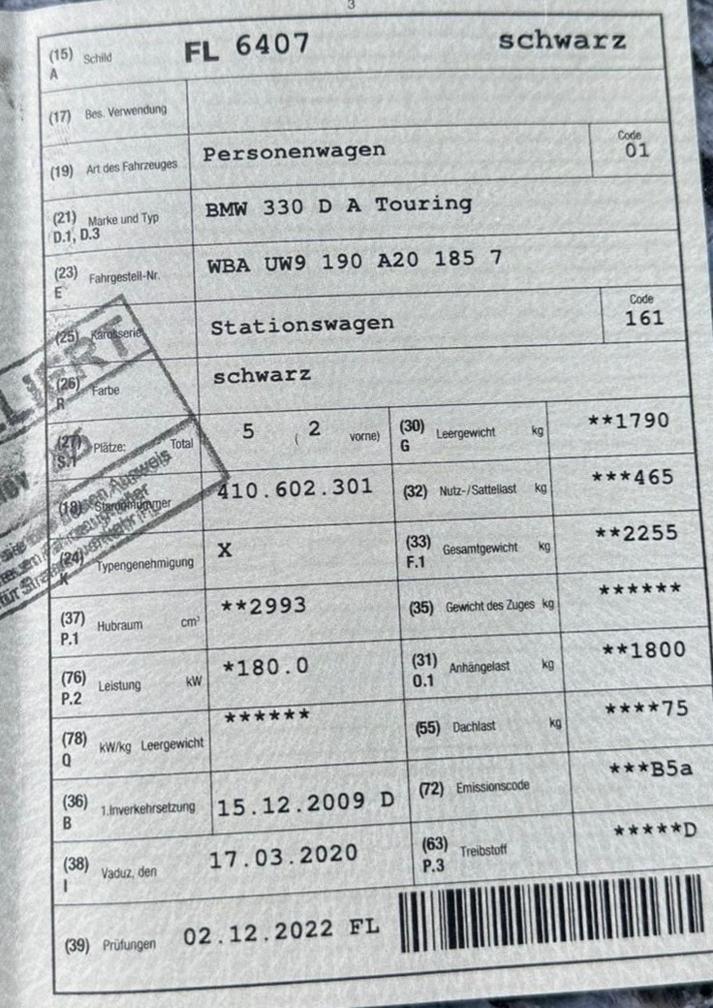 3
(15) Schild FL 6407 schwarz
A
(17) Bes. Verwendung
(19) Art des Fahrzeuges Personenwagen Code 01
(21) Marke und Typ BMW 330 D A Touring
D.1, D.3
(23) Fahrgestell-Nr. WBA UW9 190 A20 185 7
E
(25) Karosserie Stationswagen Code 161
(26) Farbe schwarz
R
(27) Plätze: Total 5 ( 2 vorne) (30) Leergewicht kg **1790
S.1 G
(18) Stammnummer 410.602.301 (32) Nutz-/Sattellast kg ***465
(24) Typengenehmigung X (33) Gesamtgewicht kg **2255
K F.1
(37) Hubraum cm³ **2993 (35) Gewicht des Zuges kg ******
P.1
(76) Leistung kW *180.0 (31) Anhängelast kg **1800
P.2 O.1
(78) kW/kg Leergewicht ****** (55) Dachlast kg ****75
Q
(36) 1.Inverkehrsetzung 15.12.2009 D (72) Emissionscode ***B5a
B
(38) Vaduz, den 17.03.2020 (63) Treibstoff *****D
I P.3
(39) Prüfungen 02.12.2022 FL